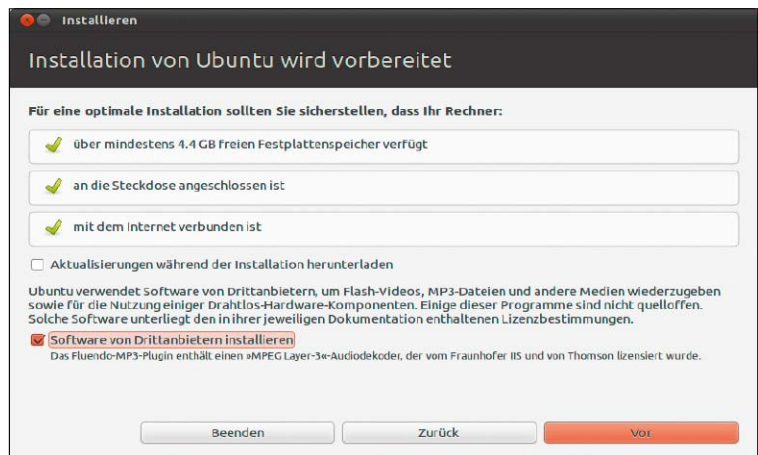 Installieren
Installation von Ubuntu wird vorbereitet
Für eine optimale Installation sollten Sie sicherstellen, dass Ihr Rechner:
über mindestens 4.4 GB freien Festplattenspeicher verfügt
an die Steckdose angeschlossen ist
mit dem Internet verbunden ist
Aktualisierungen während der Installation herunterladen
Ubuntu verwendet Software von Drittanbietern, um Flash-Videos, MP3-Dateien und andere Medien wiederzugeben
sowie für die Nutzung einiger Drahtlos-Hardware-Komponenten. Einige dieser Programme sind nicht quelloffen.
Solche Software unterliegt den in ihrer jeweiligen Dokumentation enthaltenen Lizenzbestimmungen.
Software von Drittanbietern installieren
Das Fluendo-MP3-Plugin enthält einen »MPEG Layer-3«-Audiodekoder, der vom Fraunhofer IIS und von Thomson lizensiert wurde.
Beenden Zurück Vor